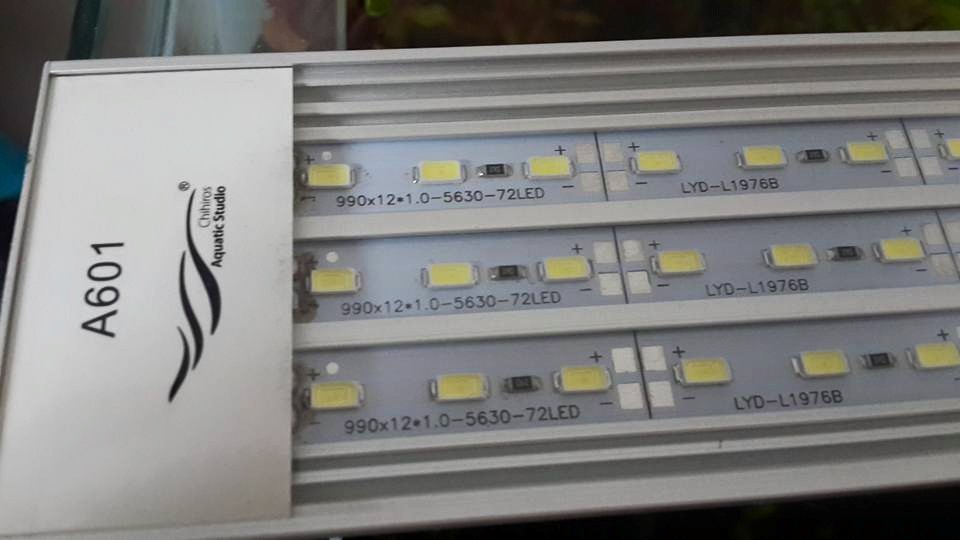 A601
®
Chihiros
Aquatic Studio
990x12*1.0-5630-72LED
LYD-L1976B
990x12*1.0-5630-72LED
LYD-L1976B
990x12*1.0-5630-72LED
LYD-L1976B